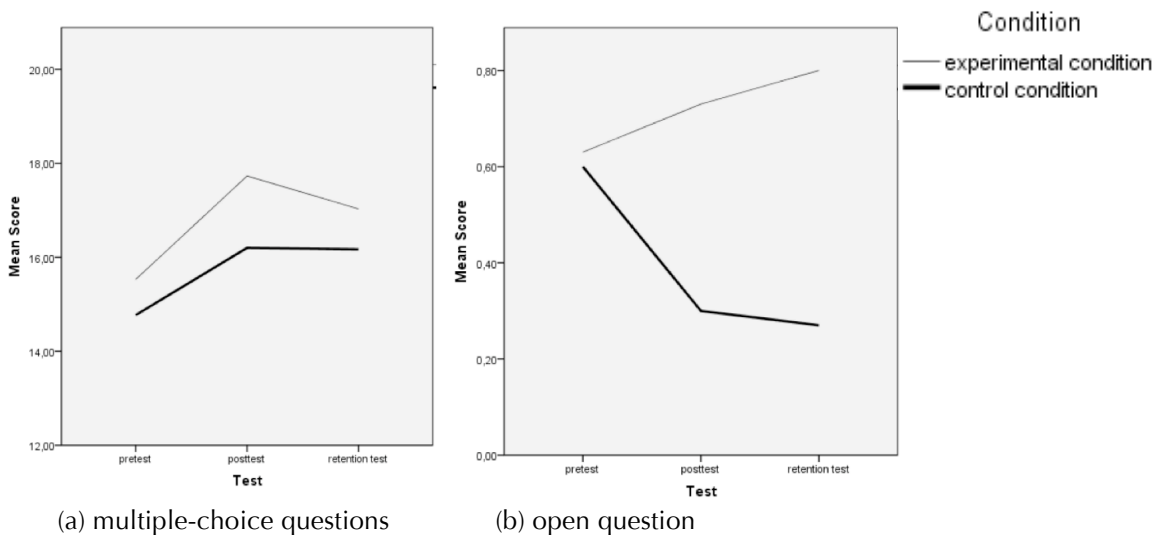 Condition
experimental condition
control condition
20,00
18,00
16,00
14,00
12,00
Mean Score
pretest
posttest
retention test
Test
(a) multiple-choice questions
0,80
0,60
0,40
0,20
0,00
Mean Score
pretest
posttest
retention test
Test
(b) open question